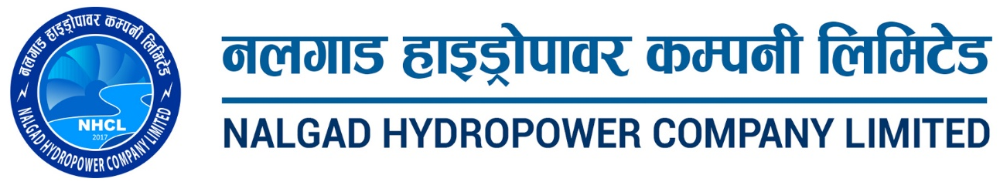 नलगाड हाइड्रोपावर कम्पनी लिमिटेड
NHCL
2017
NALGAD HYDROPOWER COMPANY LIMITED
नलगाड हाइड्रोपावर कम्पनी लिमिटेड
NALGAD HYDROPOWER COMPANY LIMITED